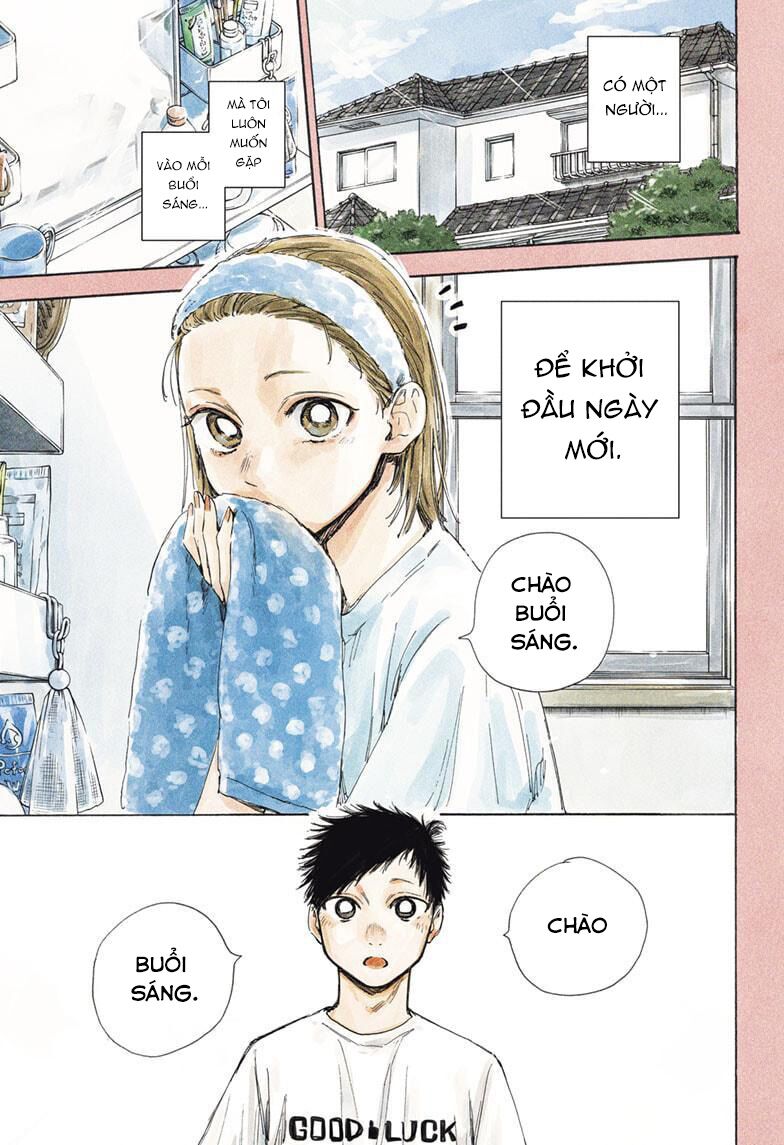 CÓ MỘT
NGƯỜI...
MÀ TÔI
LUÔN
MUỐN
GẶP
VÀO MỖI
BUỔI
SÁNG...
ĐỂ KHỞI
ĐẦU NGÀY
MỚI.
CHÀO
BUỔI
SÁNG.
CHÀO
BUỔI
SÁNG.
GOOD LUCK